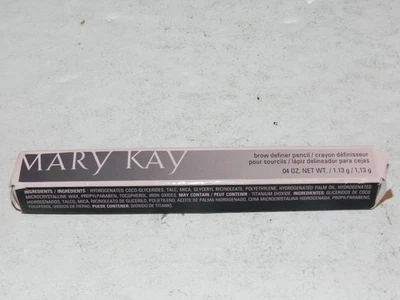 MARY KAY
brow definer pencil / crayon définisseur
pour sourcils / lápiz delineador para cejas
.04 OZ. NET WT. / 1.13 g / 1,13 g
INGREDIENTS / INGRÉDIENTS : HYDROGENATED COCO-GLYCERIDES, TALC, MICA, GLYCERYL RICINOLEATE, POLYETHYLENE, HYDROGENATED PALM OIL, HYDROGENATED
MICROCRYSTALLINE WAX, PROPYLPARABEN, TOCOPHEROL, IRON OXIDES. MAY CONTAIN / PEUT CONTENIR : TITANIUM DIOXIDE INGREDIENTES: GLICÉRIDOS DE COCO
HIDROGENADOS, TALCO, MICA, RICINOLEATO DE GLICERILO, POLIETILENO, ACEITE DE PALMA HIDROGENADO, CERA MICROCRISTALINA HIDROGENADA, PROPILPARABENO,
TOCOFEROL, ÓXIDOS DE HIERRO. PUEDE CONTENER: DIÓXIDO DE TITANIO.